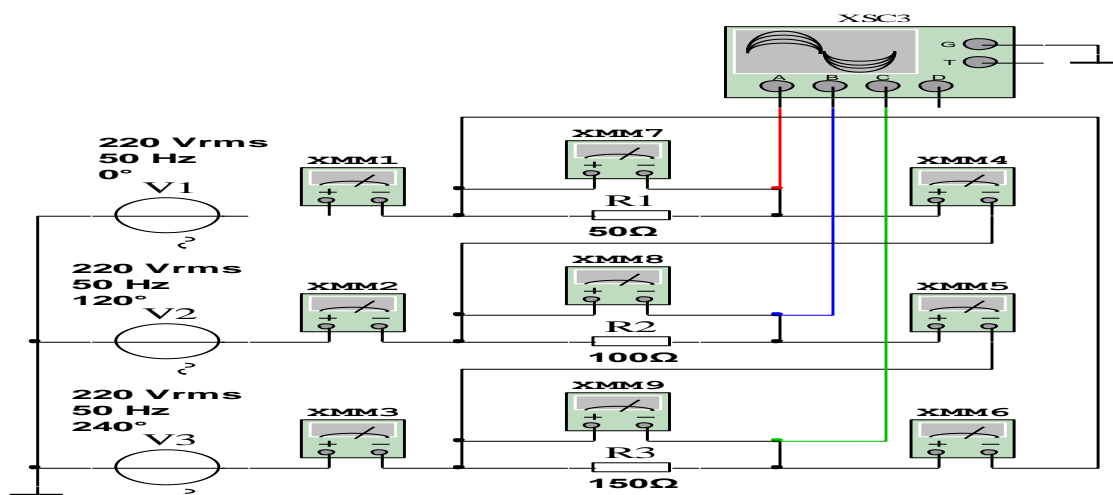 XSC3
G
T
A B C D
220 Vrms
50 Hz
0°
V1
XMM1
+ −
XMM7
+ −
R1
50Ω
XMM4
+ −
220 Vrms
50 Hz
120°
V2
XMM2
+ −
XMM8
+ −
R2
100Ω
XMM5
+ −
220 Vrms
50 Hz
240°
V3
XMM3
+ −
XMM9
+ −
R3
150Ω
XMM6
+ −